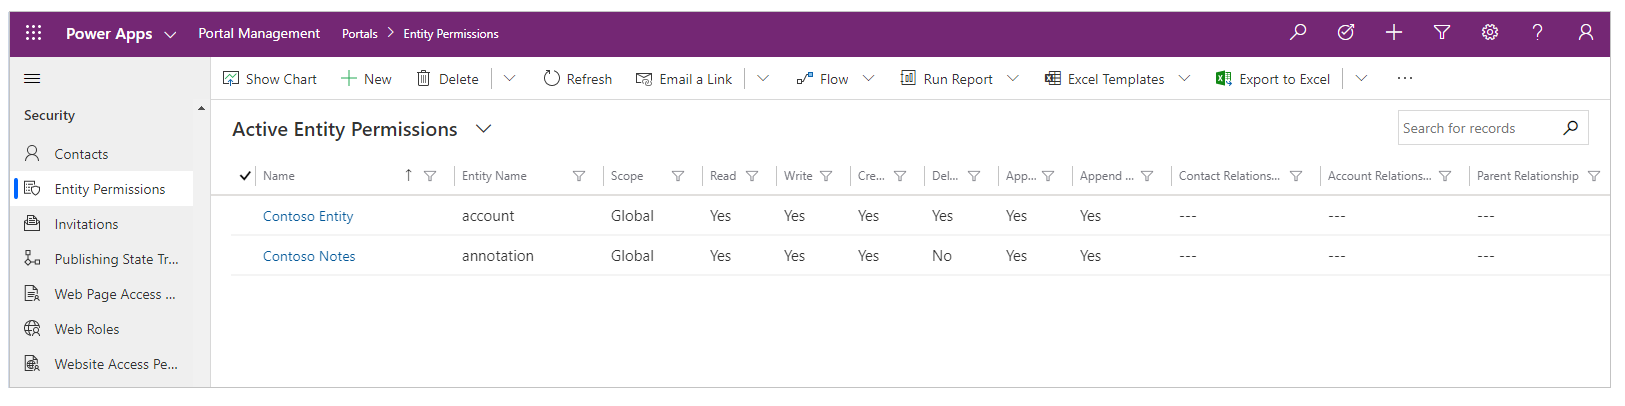 Power Apps Portal Management Portals > Entity Permissions
Show Chart New Delete Refresh Email a Link Flow Run Report Excel Templates Export to Excel ...
Security
Contacts
Entity Permissions
Invitations
Publishing State Tr...
Web Page Access ...
Web Roles
Website Access Pe...
Active Entity Permissions
Search for records
Name Entity Name Scope Read Write Cre... Del... App... Append ... Contact Relations... Account Relations... Parent Relationship
Contoso Entity account Global Yes Yes Yes Yes Yes Yes --- --- ---
Contoso Notes annotation Global Yes Yes Yes No Yes Yes --- --- ---